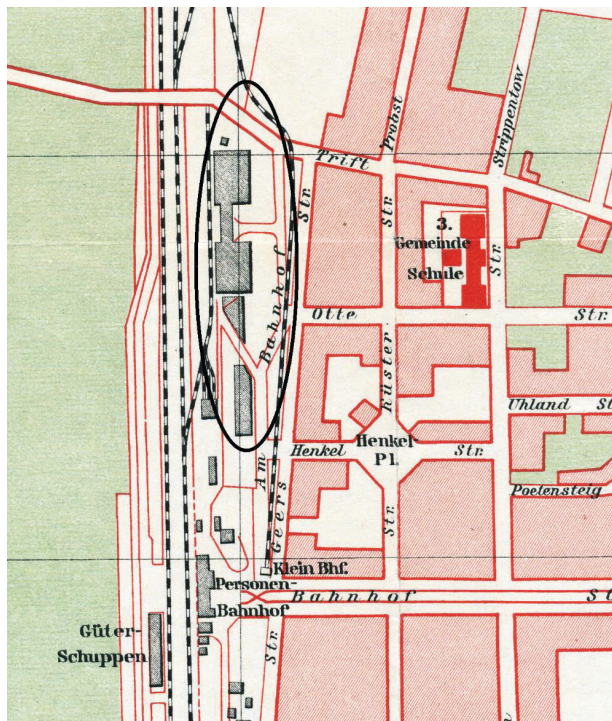 Trift
Probst
Str.
Strippentow
Str.
Str.
3.
Gemeinde
Schule
Am Bahnhof
Otte
Str.
Küster
Str.
Uhland St
Henkel
Henkel-
Pl.
Str.
Poetensteig
Geers
Str.
Klein Bhf.
Personen-
Bahnhof
Bahnhof
St
Güter-
Schuppen